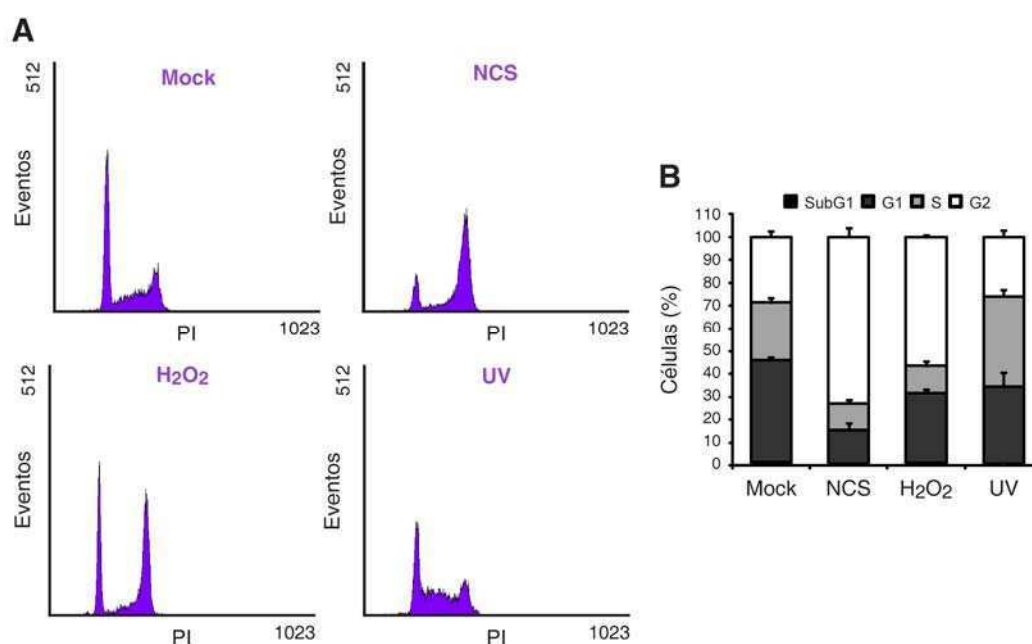 A
512
Eventos
Mock
PI
1023
512
Eventos
NCS
PI
1023
512
Eventos
H2O2
PI
1023
512
Eventos
UV
PI
1023
B
SubG1 G1 S G2
Células (%)
110
100
90
80
70
60
50
40
30
20
10
0
Mock NCS H2O2 UV